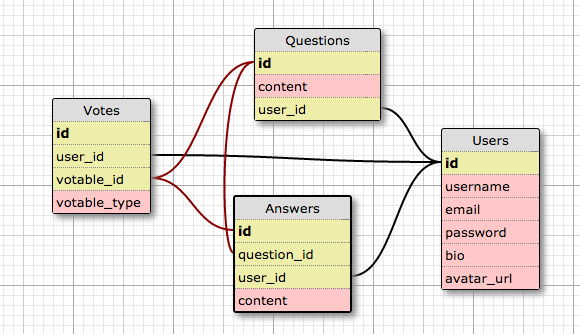 Questions
id
content
user_id
Votes
id
user_id
votable_id
votable_type
Users
id
username
email
password
bio
avatar_url
Answers
id
question_id
user_id
content